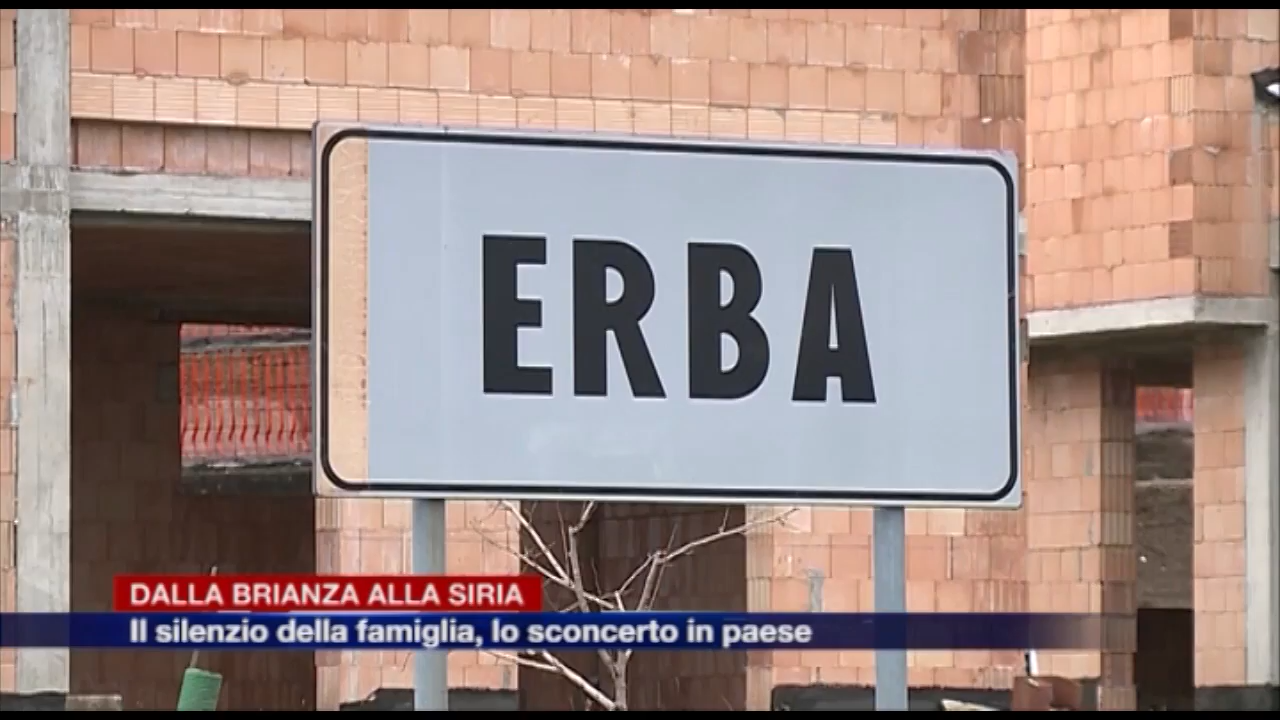 ERBA
DALLA BRIANZA ALLA SIRIA
Il silenzio della famiglia, lo sconcerto in paese